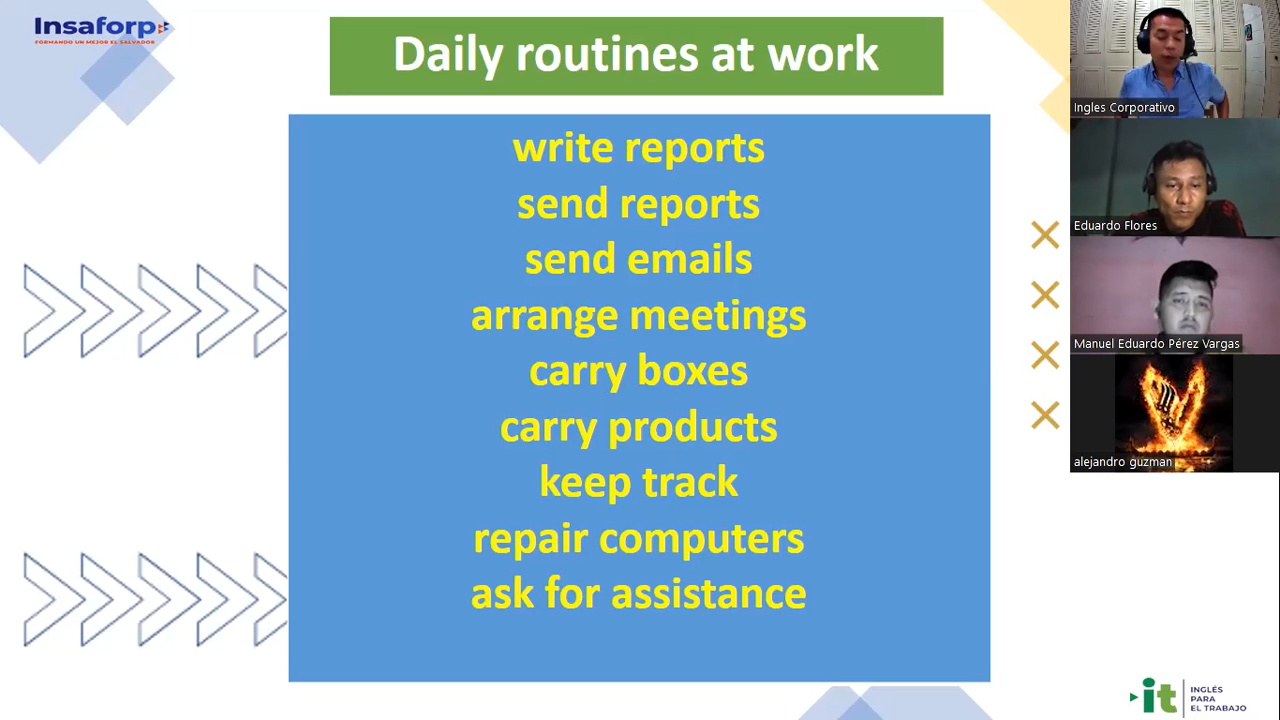 Insaforp
FORMANDO UN MEJOR EL SALVADOR
Daily routines at work
write reports
send reports
send emails
arrange meetings
carry boxes
carry products
keep track
repair computers
ask for assistance
Ingles Corporativo
Eduardo Flores
Manuel Eduardo Pérez Vargas
alejandro guzman
it
INGLÉS
PARA
EL TRABAJO